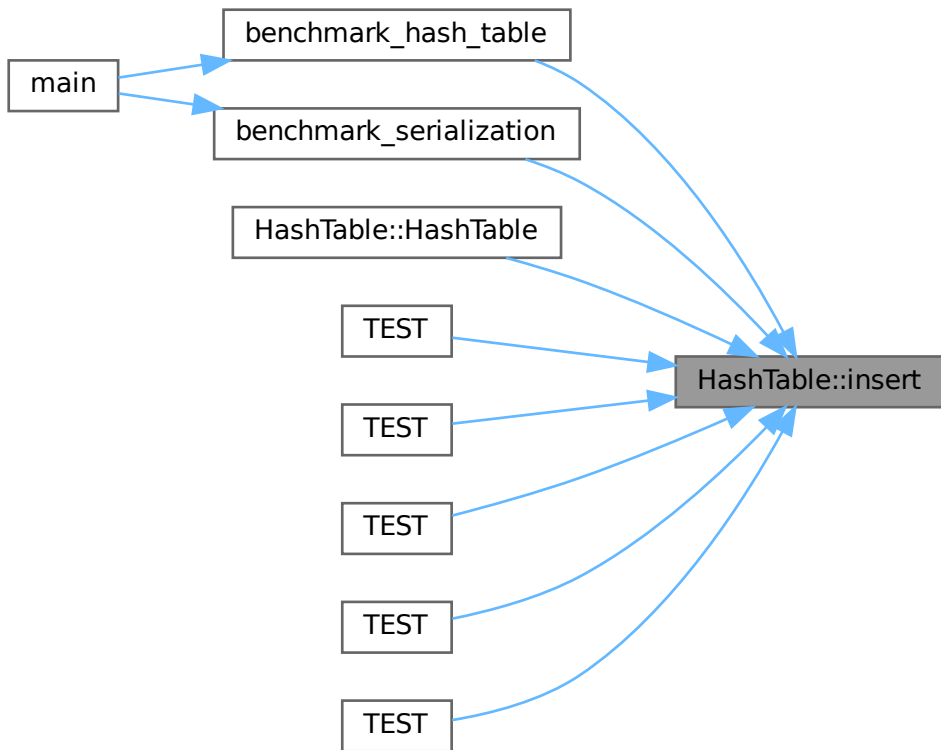 benchmark_hash_table
main
benchmark_serialization
HashTable::HashTable
TEST
HashTable::insert
TEST
TEST
TEST
TEST